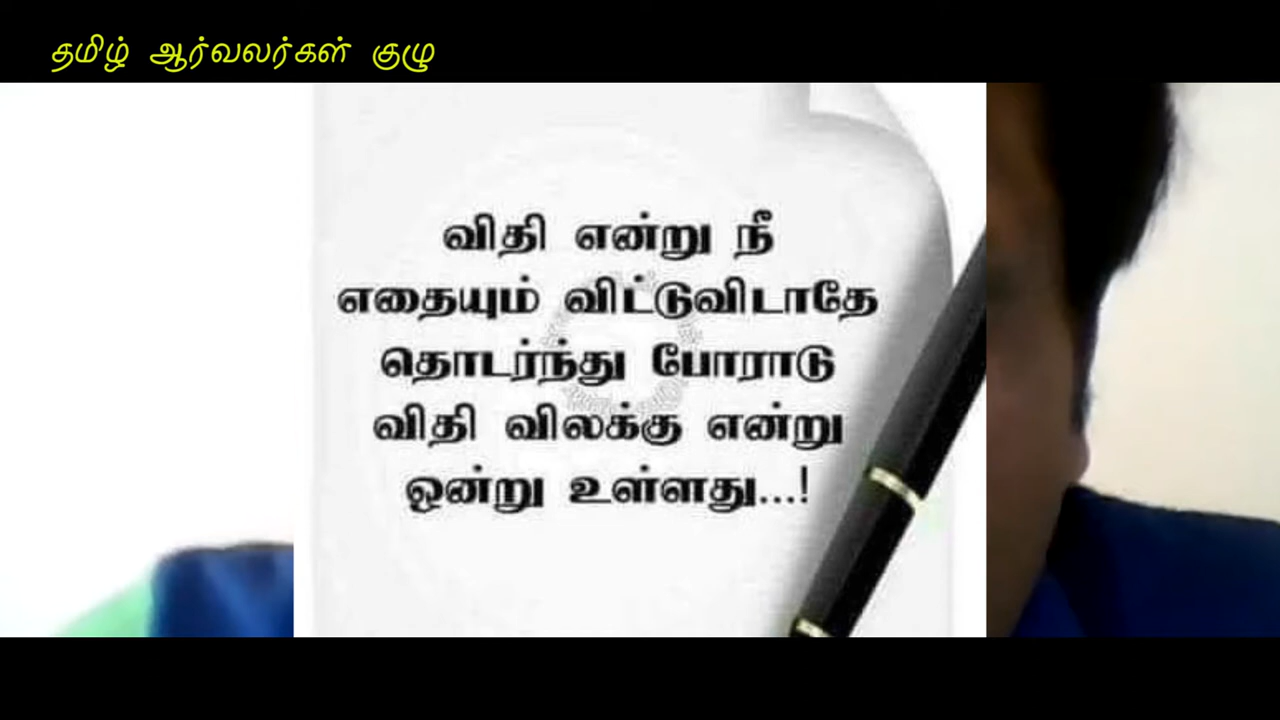 தமிழ் ஆர்வலர்கள் குழு
விதி என்று நீ
எதையும் விட்டுவிடாதே
தொடர்ந்து போராடு
விதி விலக்கு என்று
ஒன்று உள்ளது...!